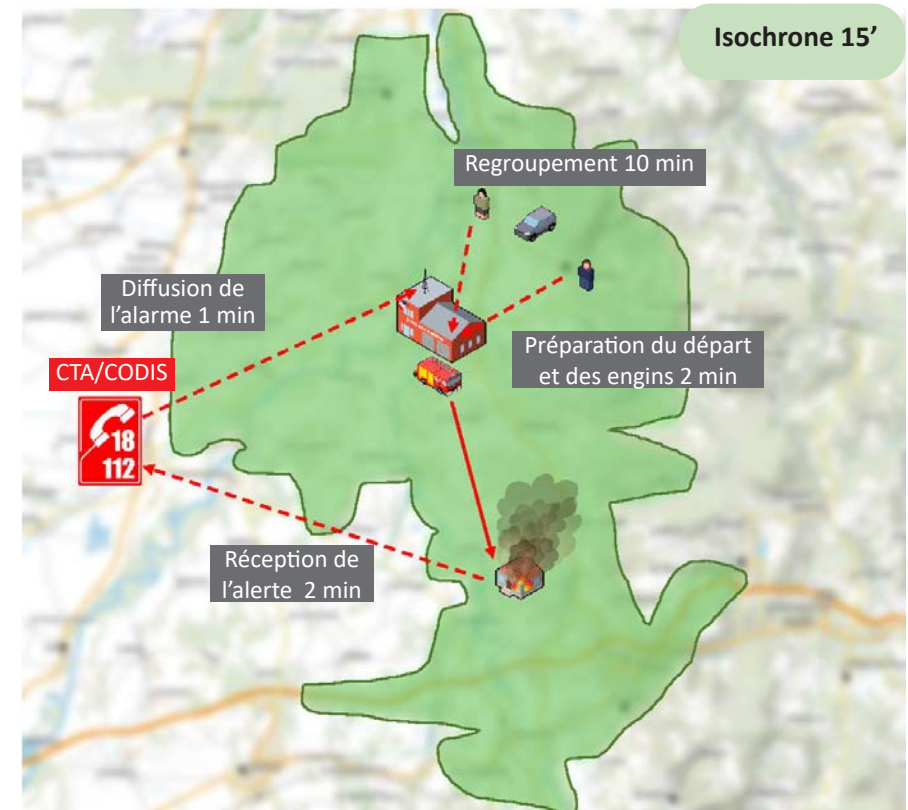 Isochrone 15’
Regroupement 10 min
Diffusion de
l’alarme 1 min
Préparation du départ
et des engins 2 min
CTA/CODIS
18
112
Réception de
l’alerte 2 min